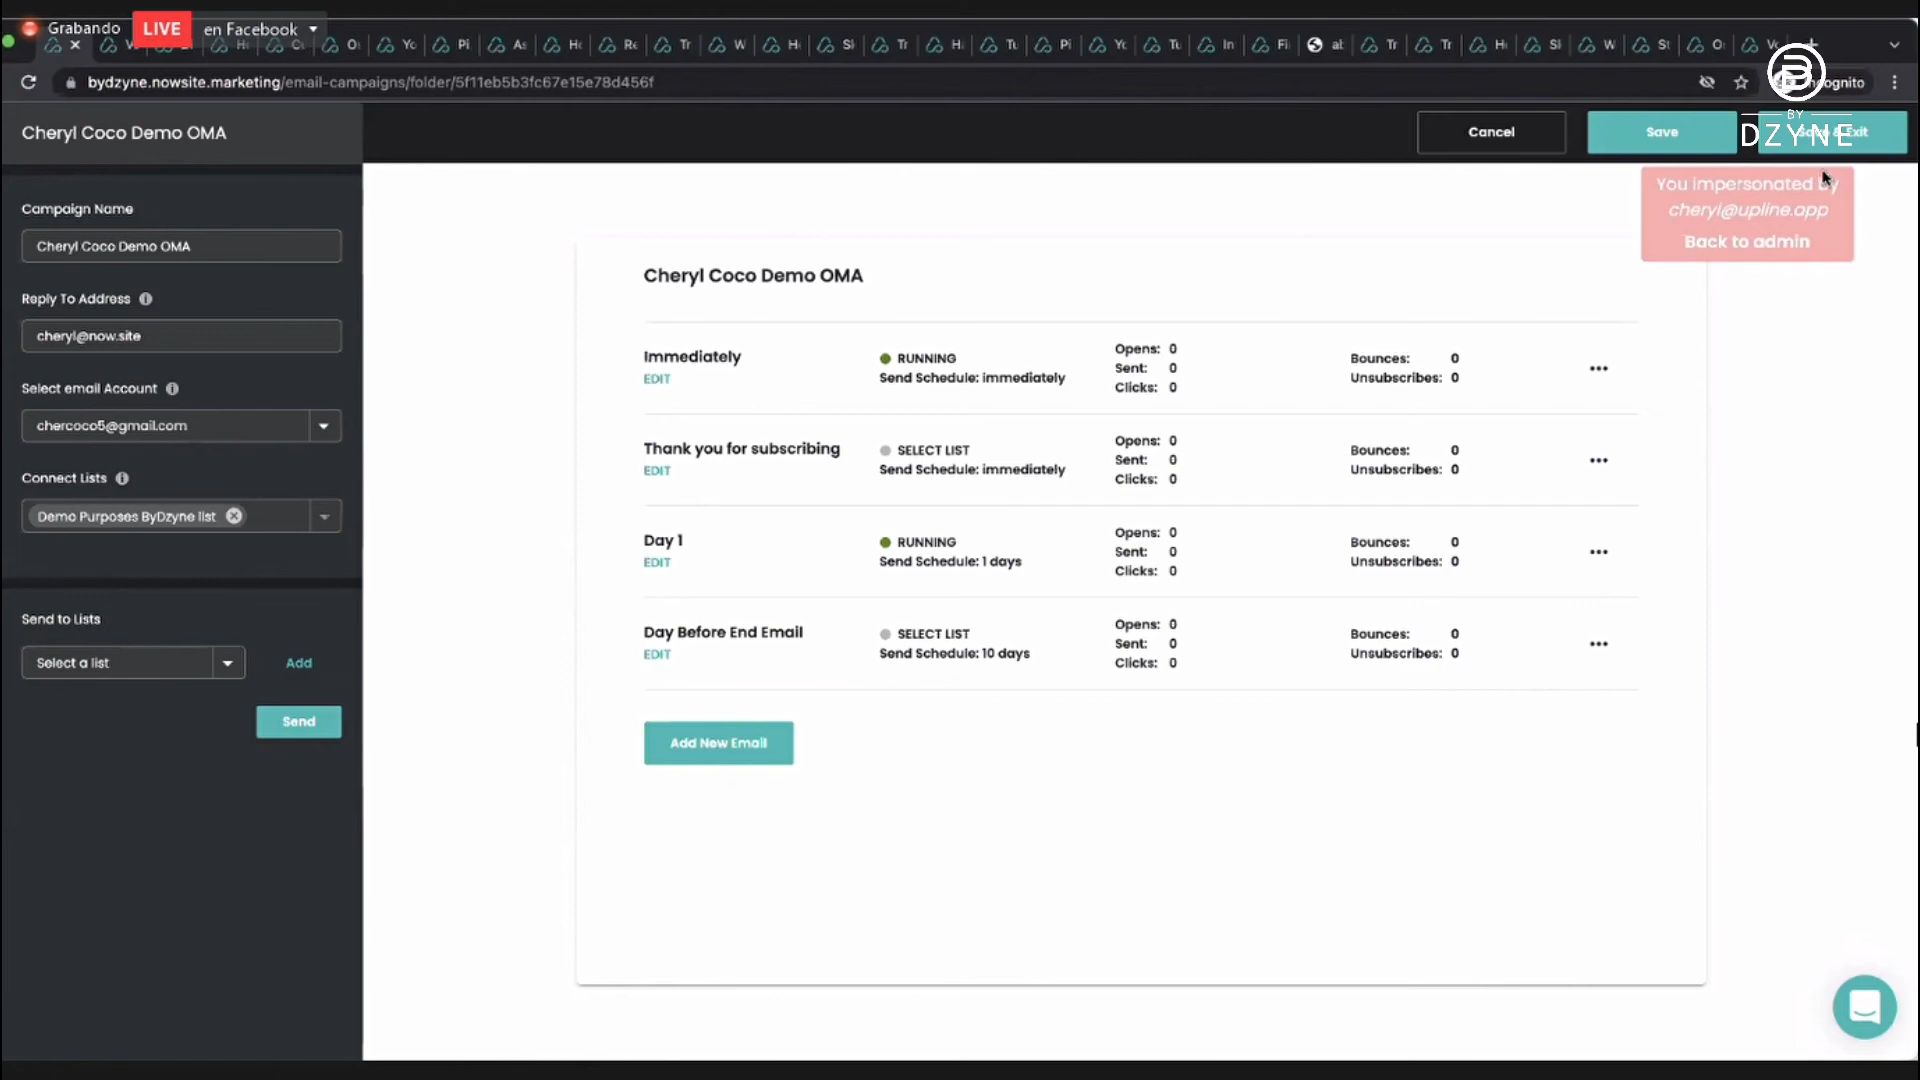 Grabando
LIVE
en Facebook
bydzyne.nowsite.marketing/email-campaigns/folder/5f11eb5b3fc67e15e78d456f
BY
DZYNE
Cheryl Coco Demo OMA
Cancel
Save
You impersonated by
cheryl@upline.app
Back to admin
Campaign Name
Cheryl Coco Demo OMA
Reply To Address
cheryl@now.site
Select email Account
chercoco5@gmail.com
Connect Lists
Demo Purposes ByDzyne list
Send to Lists
Select a list
Add
Send
Cheryl Coco Demo OMA
Immediately
EDIT
RUNNING
Send Schedule: immediately
Opens: 0
Sent: 0
Clicks: 0
Bounces: 0
Unsubscribes: 0
Thank you for subscribing
EDIT
SELECT LIST
Send Schedule: immediately
Opens: 0
Sent: 0
Clicks: 0
Bounces: 0
Unsubscribes: 0
Day 1
EDIT
RUNNING
Send Schedule: 1 days
Opens: 0
Sent: 0
Clicks: 0
Bounces: 0
Unsubscribes: 0
Day Before End Email
EDIT
SELECT LIST
Send Schedule: 10 days
Opens: 0
Sent: 0
Clicks: 0
Bounces: 0
Unsubscribes: 0
Add New Email